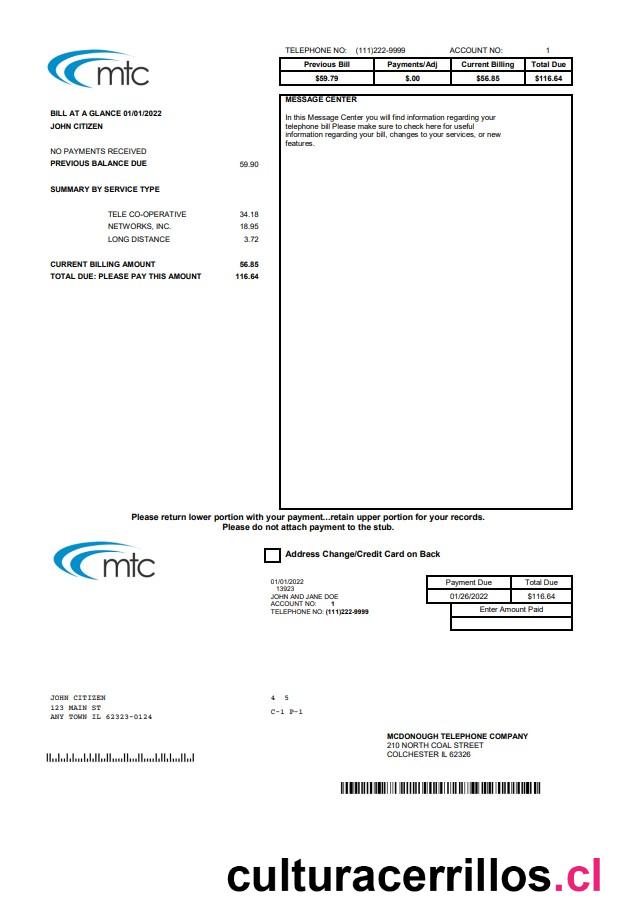 mtc
TELEPHONE NO: (111)222-9999 ACCOUNT NO: 1
Previous Bill Payments/Adj Current Billing Total Due
$59.79 $.00 $56.85 $116.64
BILL AT A GLANCE 01/01/2022
JOHN CITIZEN
NO PAYMENTS RECEIVED
PREVIOUS BALANCE DUE 59.90
SUMMARY BY SERVICE TYPE
TELE CO-OPERATIVE 34.18
NETWORKS, INC. 18.95
LONG DISTANCE 3.72
CURRENT BILLING AMOUNT 56.85
TOTAL DUE: PLEASE PAY THIS AMOUNT 116.64
MESSAGE CENTER
In this Message Center you will find information regarding your
telephone bill Please make sure to check here for useful
information regarding your bill, changes to your services, or new
features.
Please return lower portion with your payment...retain upper portion for your records.
Please do not attach payment to the stub.
mtc
Address Change/Credit Card on Back
01/01/2022
13923
JOHN AND JANE DOE
ACCOUNT NO: 1
TELEPHONE NO: (111)222-9999
Payment Due Total Due
01/26/2022 $116.64
Enter Amount Paid
JOHN CITIZEN
123 MAIN ST
ANY TOWN IL 62323-0124
4 5
C-1 P-1
MCDONOUGH TELEPHONE COMPANY
210 NORTH COAL STREET
COLCHESTER IL 62326
culturacerrillos.cl